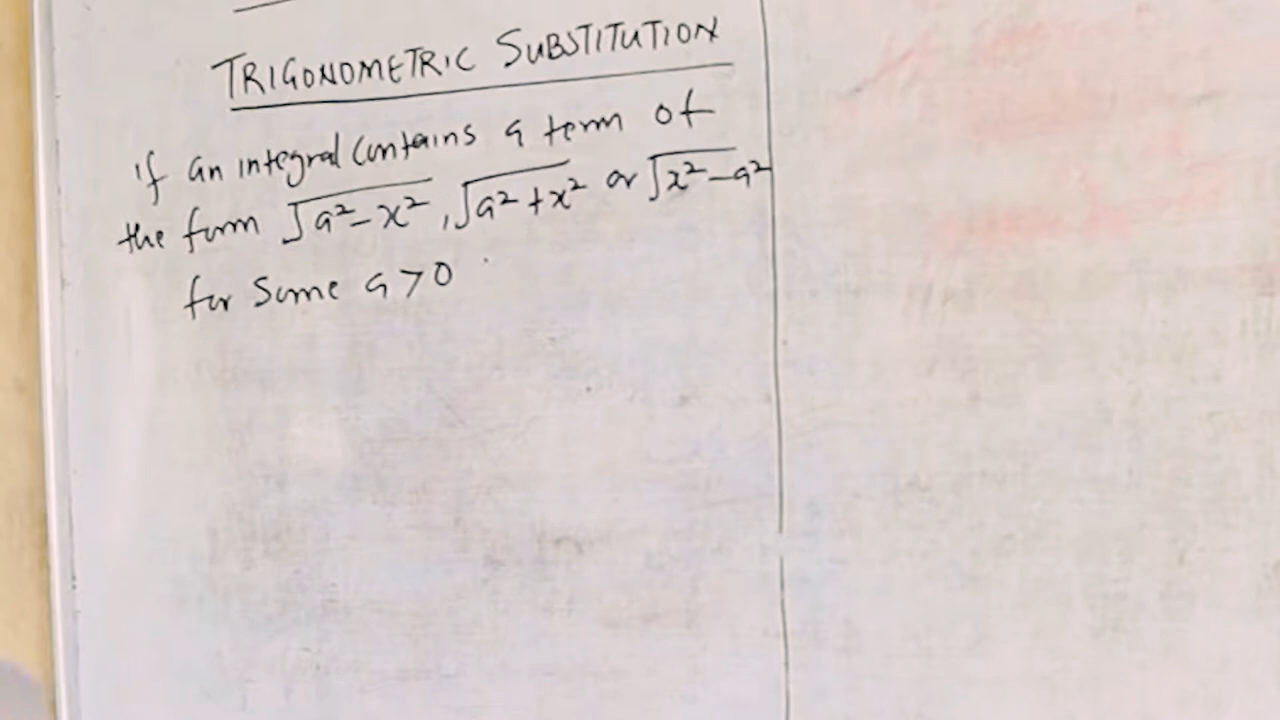 TRIGONOMETRIC SUBSTITUTION
if an integral contains a term of
the form √a²-x², √a²+x² or √x²-a²
for some a>0